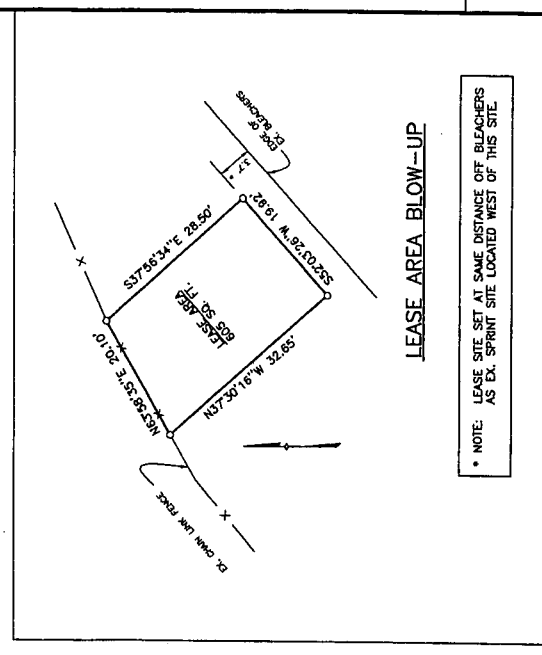 EDGE OF
EX. BLEACHERS
3.7' *
S37°56'34"E 28.50'
N63°58'35"E 20.10'
LEASE AREA
605 SQ. FT.
S52°03'26"W 19.92'
N37°30'16"W 32.65'
EX. CHAIN LINK FENCE
X
X
X
X
LEASE AREA BLOW-UP
* NOTE: LEASE SITE SET AT SAME DISTANCE OFF BLEACHERS
AS EX. SPRINT SITE LOCATED WEST OF THIS SITE.